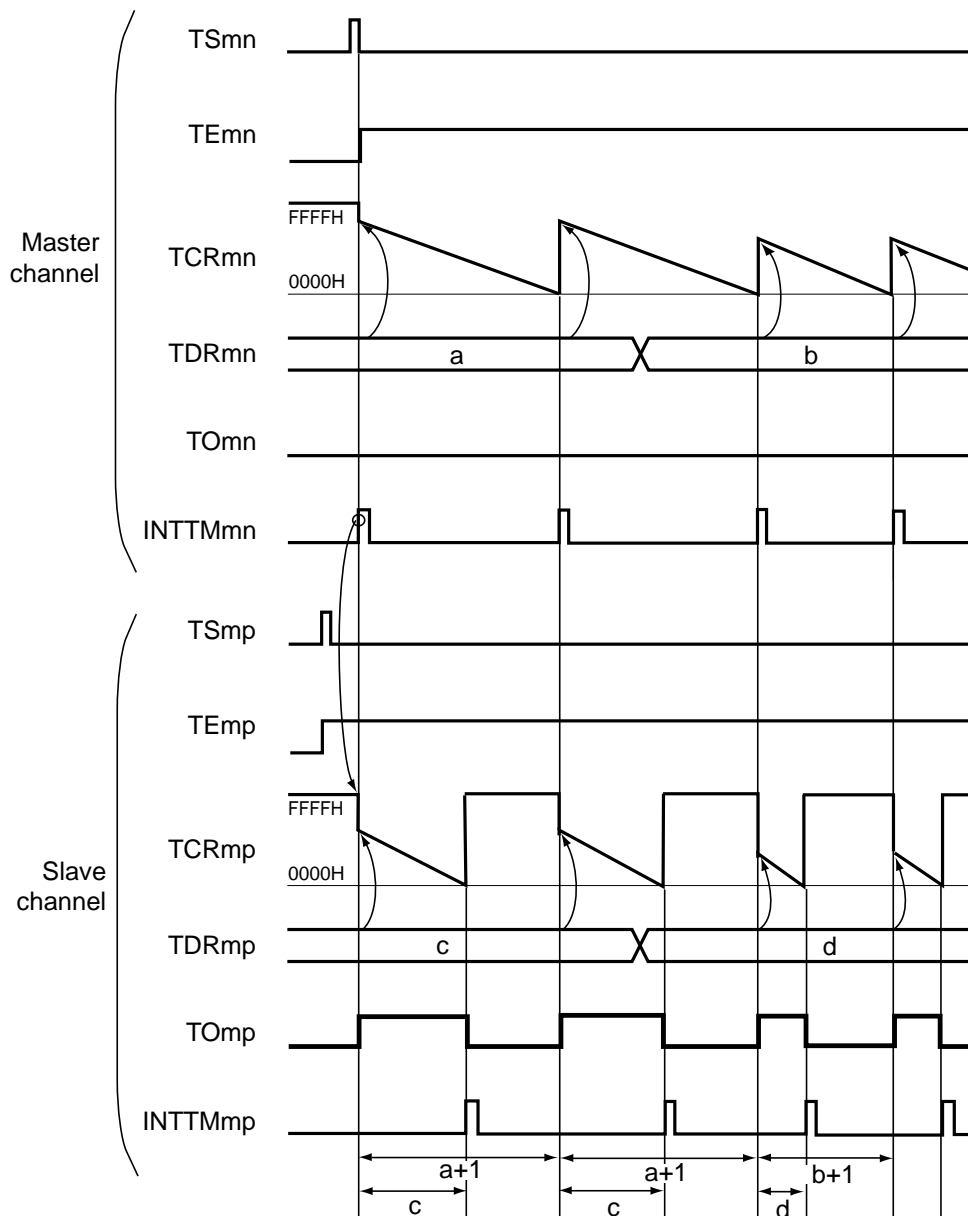 TSmn
TEmn
FFFFH
TCRmn
0000H
Master
channel
TDRmn
a
b
TOmn
INTTMmn
TSmp
TEmp
FFFFH
TCRmp
0000H
Slave
channel
TDRmp
c
d
TOmp
INTTMmp
a+1
a+1
b+1
c
c
d